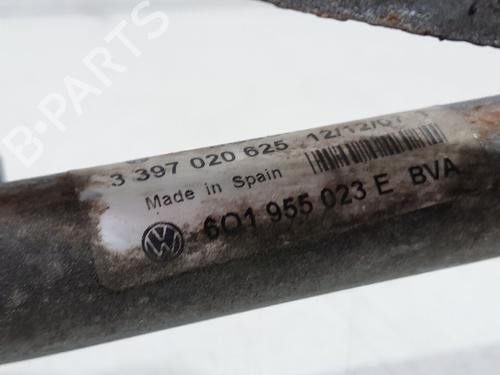 3 397 020 625 12/12/07
Made in Spain
6Q1 955 023 E BVA
B-PARTS